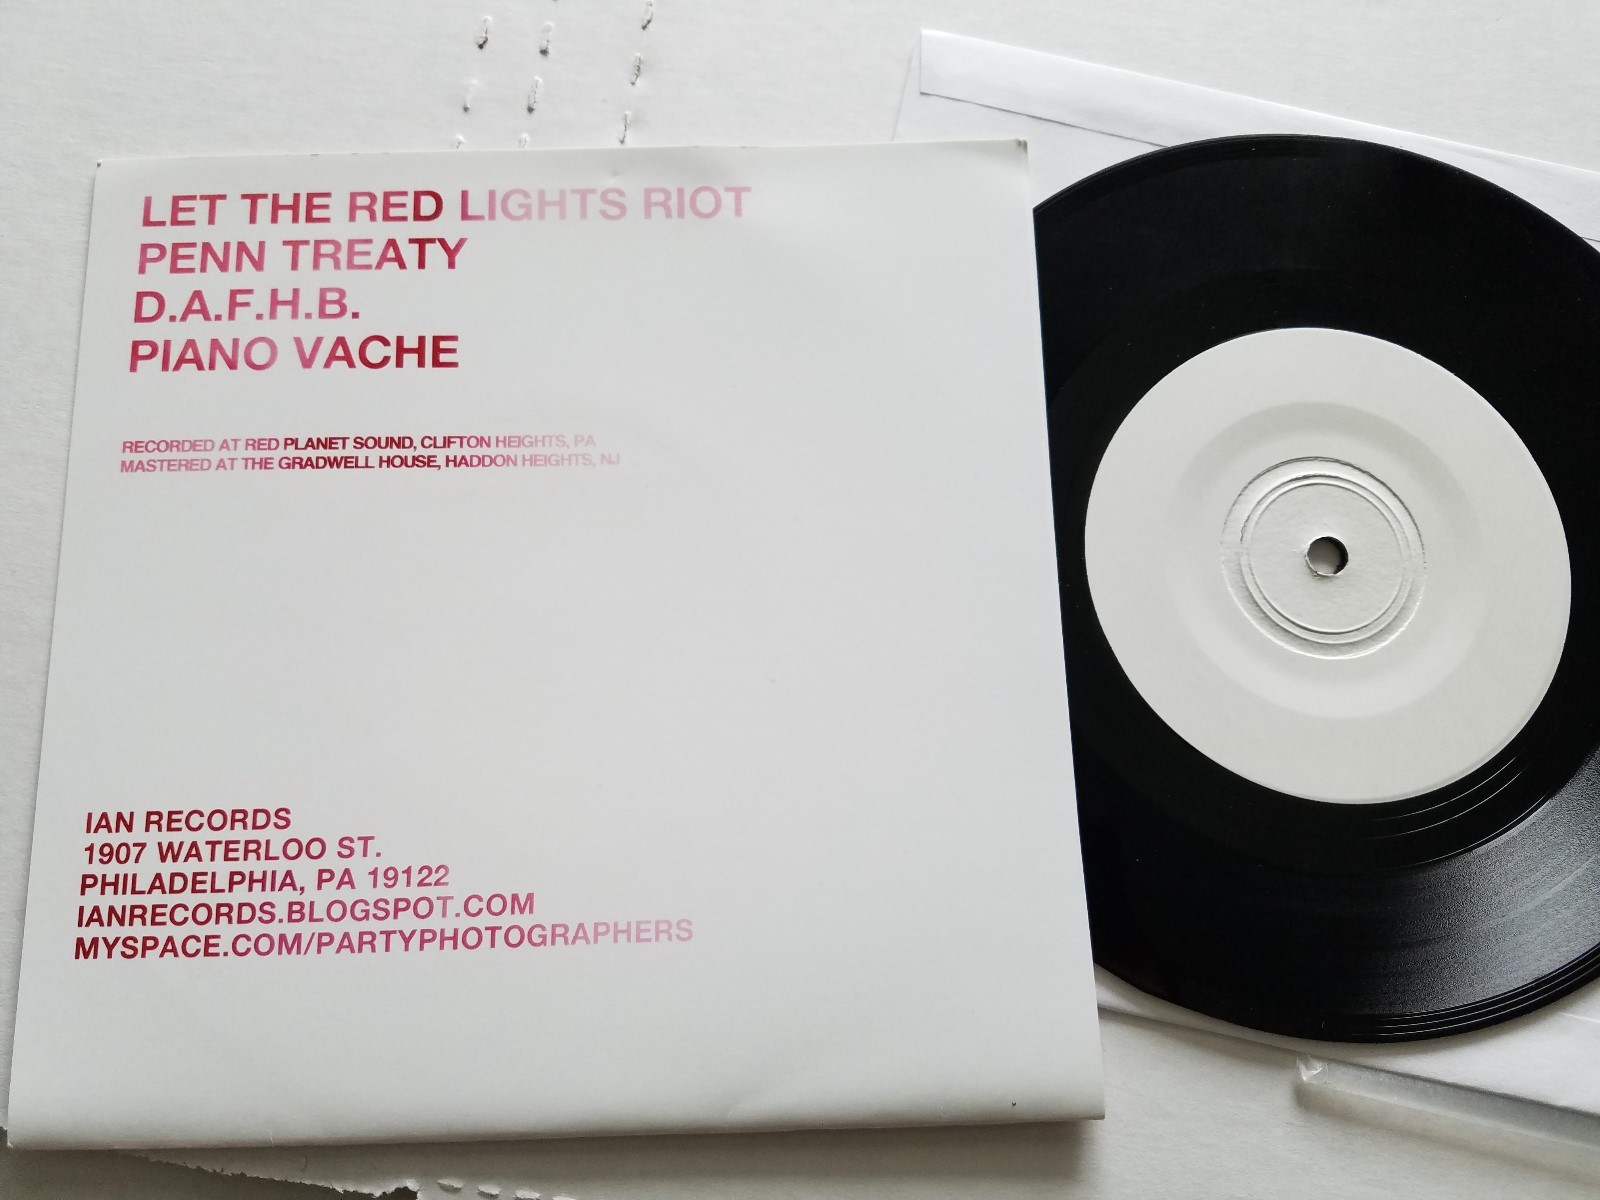 LET THE RED LIGHTS RIOT
PENN TREATY
D.A.F.H.B.
PIANO VACHE
RECORDED AT RED PLANET SOUND, CLIFTON HEIGHTS, PA
MASTERED AT THE GRADWELL HOUSE, HADDON HEIGHTS, NJ
IAN RECORDS
1907 WATERLOO ST.
PHILADELPHIA, PA 19122
IANRECORDS.BLOGSPOT.COM
MYSPACE.COM/PARTYPHOTOGRAPHERS